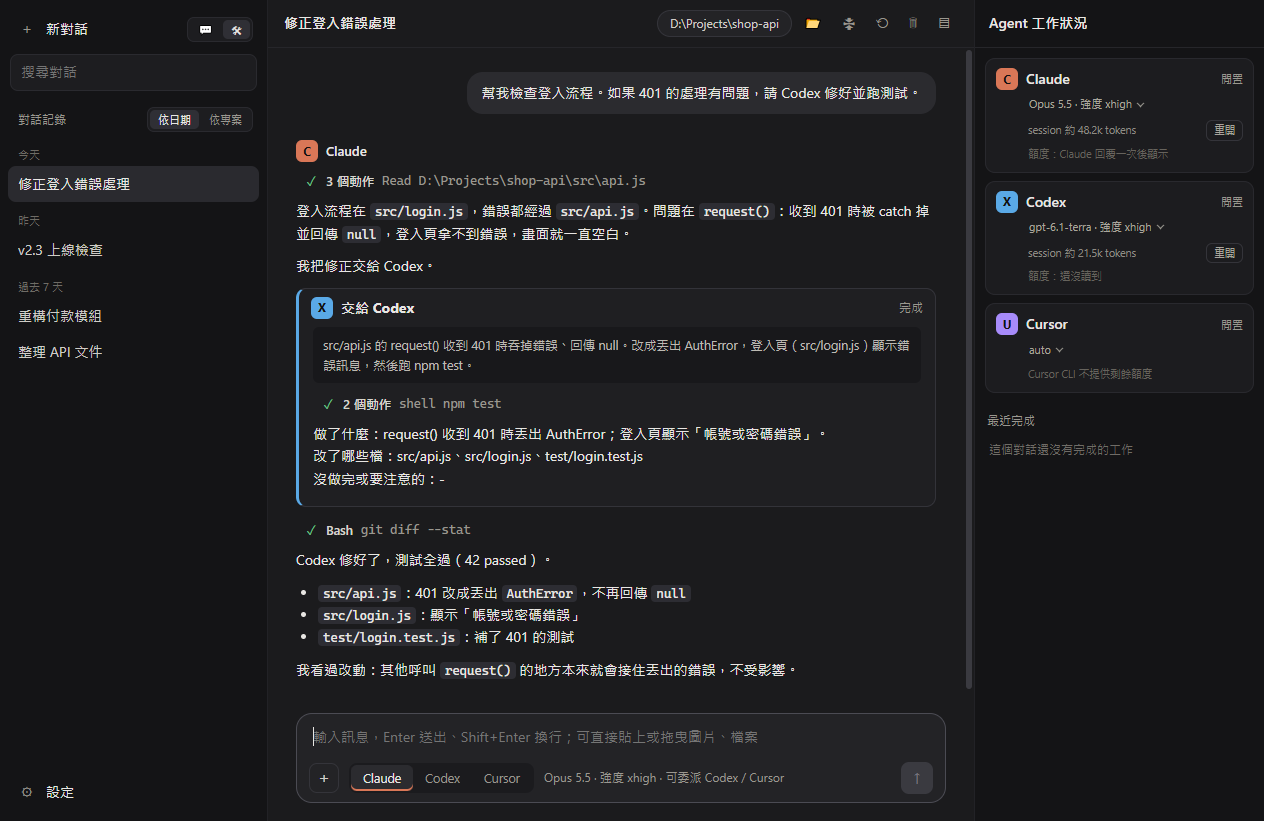 + 新對話
搜尋對話
對話記錄
依日期 依專案
今天
修正登入錯誤處理
昨天
v2.3 上線檢查
過去 7 天
重構付款模組
整理 API 文件
設定
修正登入錯誤處理
D:\Projects\shop-api
幫我檢查登入流程。如果 401 的處理有問題，請 Codex 修好並跑測試。
C Claude
✓ 3 個動作 Read D:\Projects\shop-api\src\api.js
登入流程在 src/login.js，錯誤都經過 src/api.js。問題在 request()：收到 401 時被 catch 掉
並回傳 null，登入頁拿不到錯誤，畫面就一直空白。
我把修正交給 Codex。
X 交給 Codex
完成
src/api.js 的 request() 收到 401 時吞掉錯誤、回傳 null。改成丟出 AuthError，登入頁（src/login.js）顯示錯
誤訊息，然後跑 npm test。
✓ 2 個動作 shell npm test
做了什麼：request() 收到 401 時丟出 AuthError；登入頁顯示「帳號或密碼錯誤」。
改了哪些檔：src/api.js、src/login.js、test/login.test.js
沒做完或要注意的：-
✓ Bash git diff --stat
Codex 修好了，測試全過（42 passed）。
• src/api.js：401 改成丟出 AuthError，不再回傳 null
• src/login.js：顯示「帳號或密碼錯誤」
• test/login.test.js：補了 401 的測試
我看過改動：其他呼叫 request() 的地方本來就會接住丟出的錯誤，不受影響。
輸入訊息，Enter 送出、Shift+Enter 換行；可直接貼上或拖曳圖片、檔案
+ Claude Codex Cursor Opus 5.5 · 強度 xhigh · 可委派 Codex / Cursor ↑
Agent 工作狀況
C Claude
閒置
Opus 5.5 · 強度 xhigh
session 約 48.2k tokens
重開
額度：Claude 回覆一次後顯示
X Codex
閒置
gpt-6.1-terra · 強度 xhigh
session 約 21.5k tokens
重開
額度：還沒讀到
U Cursor
閒置
auto
Cursor CLI 不提供剩餘額度
最近完成
這個對話還沒有完成的工作